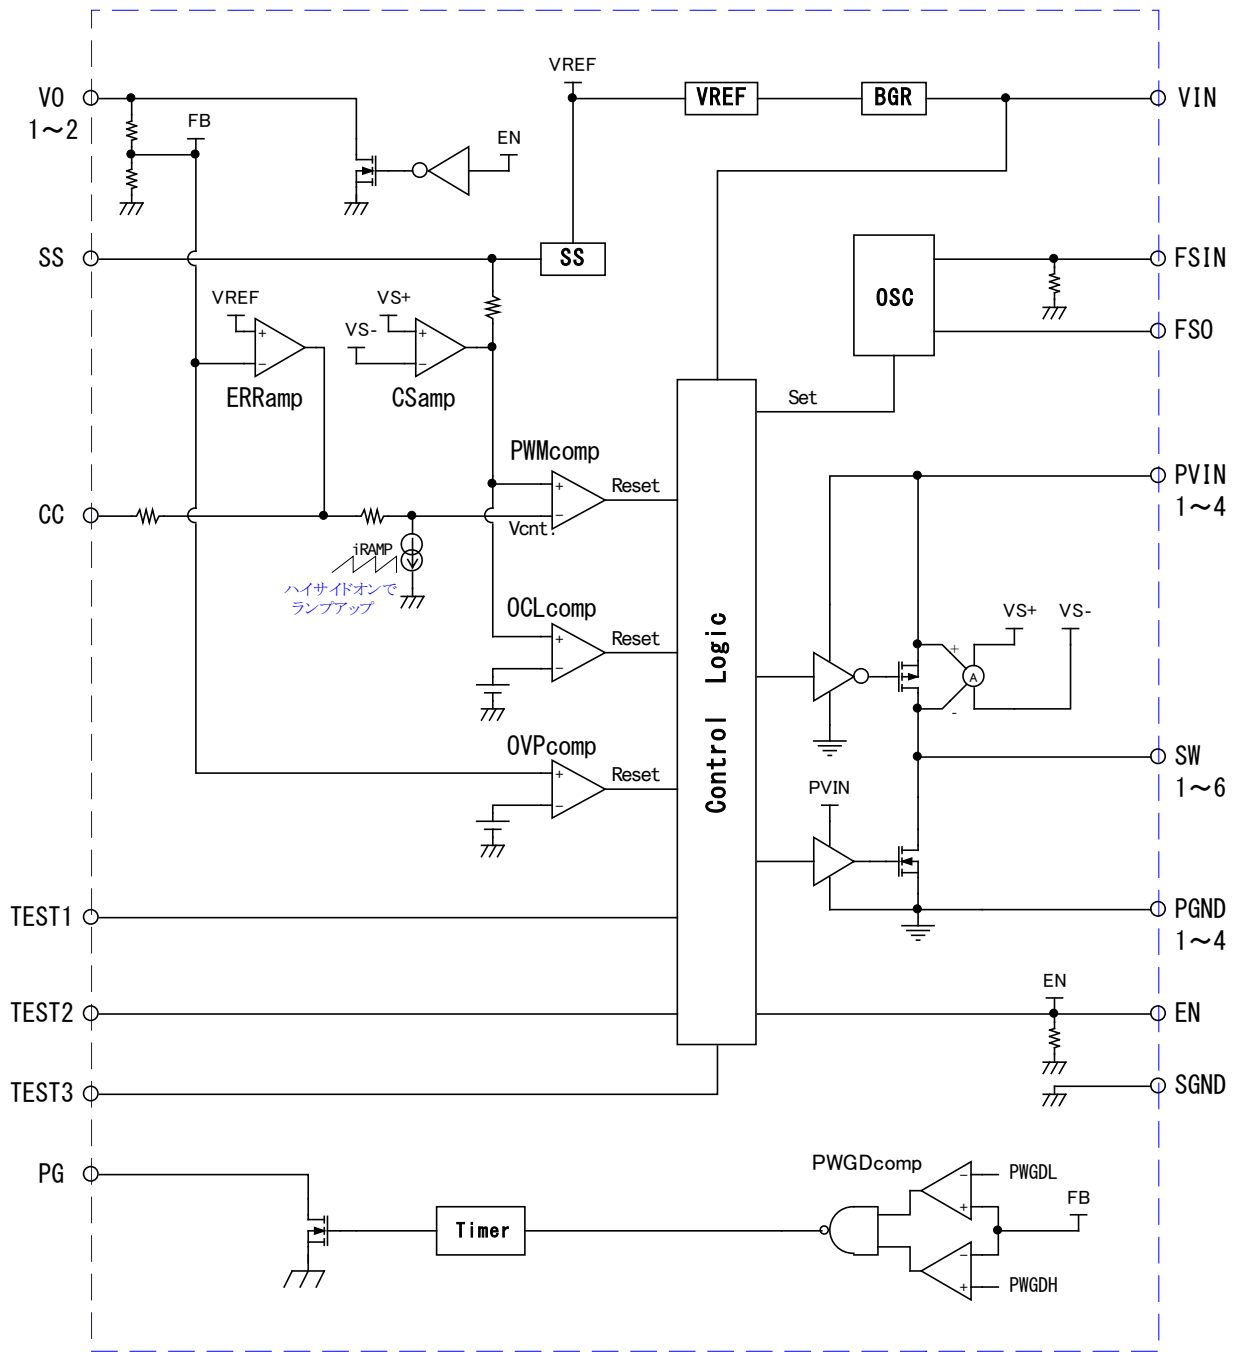 VREF
VO
1～2
FB
EN
VREF
BGR
VIN
SS
SS
FSIN
OSC
FSO
VREF
+
−
ERRamp
VS+
VS-
+
−
CSamp
Set
PWMcomp
+
−
Reset
Vcnt.
CC
iRAMP
ハイサイドオンで
ランプアップ
PVIN
1～4
OCLcomp
+
−
Reset
Control Logic
VS+
VS-
+
A
-
OVPcomp
+
−
Reset
SW
1～6
PVIN
TEST1
PGND
1～4
TEST2
EN
EN
TEST3
SGND
PG
Timer
PWGDcomp
−
+
PWGDL
FB
−
+
PWGDH